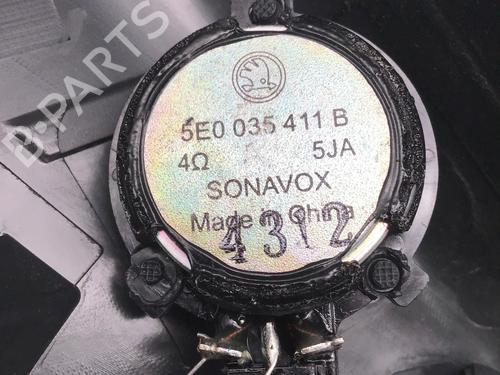 B-PARTS
5E0 035 411 B
4Ω 5JA
SONAVOX
Made in China
4312